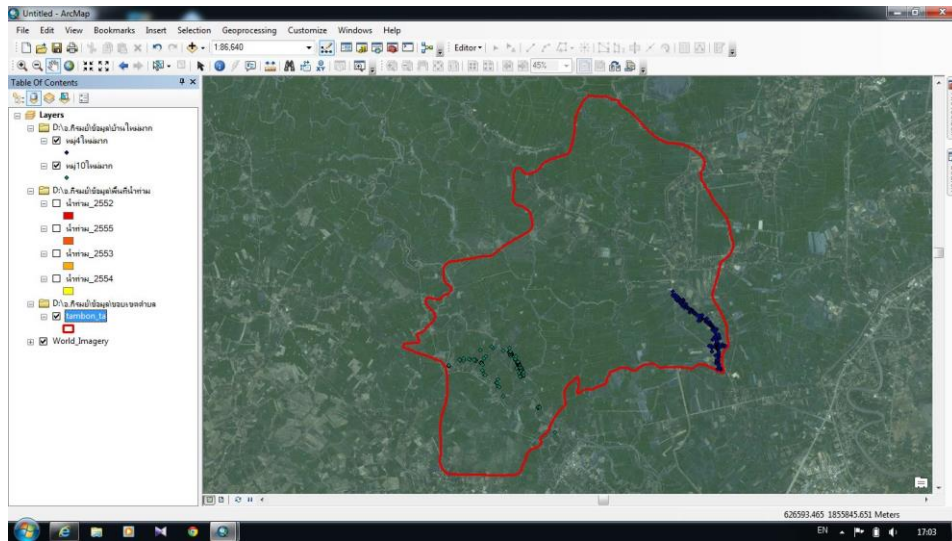 Untitled - ArcMap
File Edit View Bookmarks Insert Selection Geoprocessing Customize Windows Help
1:86,640
Editor
45%
Table Of Contents
Layers
หมู่4ใหม่มาก
หมู่10ใหม่มาก
น้ำท่วม_2552
น้ำท่วม_2555
น้ำท่วม_2553
น้ำท่วม_2554
tambon_ta
World_Imagery
626593.465 1855845.651 Meters
EN
17:03